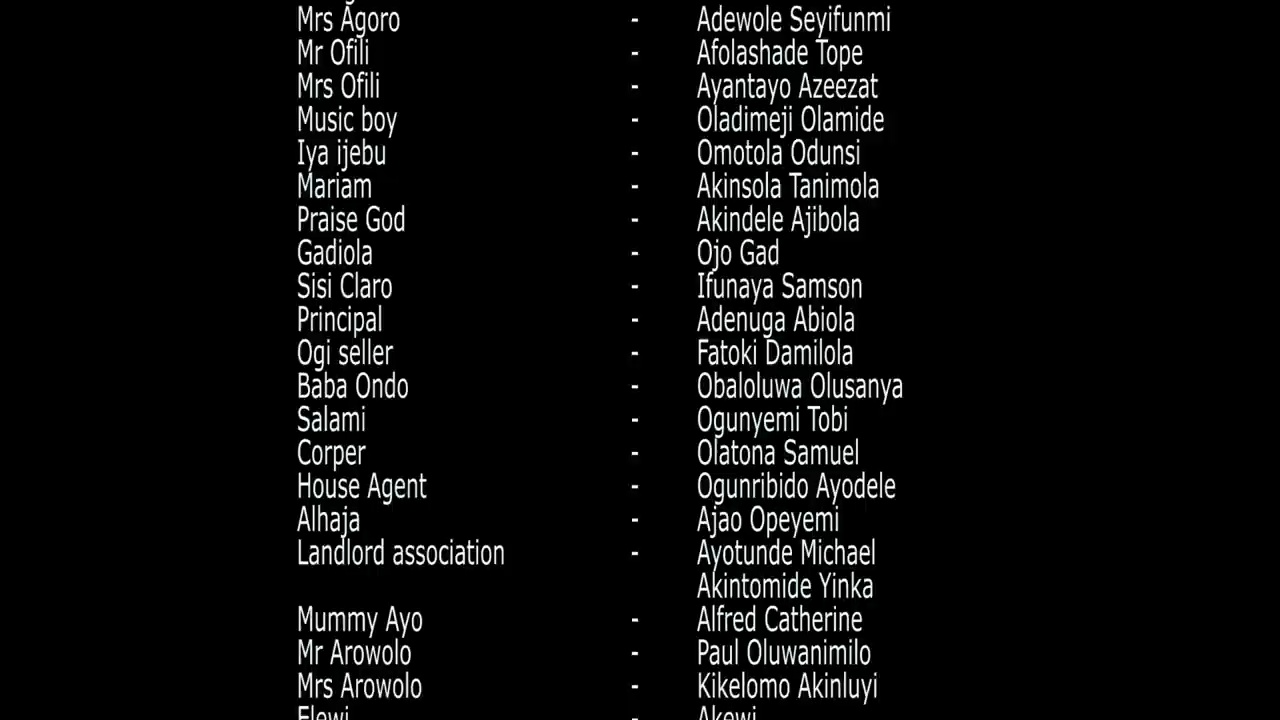 Mrs Agoro - Adewole Seyifunmi
Mr Ofili - Afolashade Tope
Mrs Ofili - Ayantayo Azeezat
Music boy - Oladimeji Olamide
Iya ijebu - Omotola Odunsi
Mariam - Akinsola Tanimola
Praise God - Akindele Ajibola
Gadiola - Ojo Gad
Sisi Claro - Ifunaya Samson
Principal - Adenuga Abiola
Ogi seller - Fatoki Damilola
Baba Ondo - Obaloluwa Olusanya
Salami - Ogunyemi Tobi
Corper - Olatona Samuel
House Agent - Ogunribido Ayodele
Alhaja - Ajao Opeyemi
Landlord association - Ayotunde Michael
Akintomide Yinka
Mummy Ayo - Alfred Catherine
Mr Arowolo - Paul Oluwanimilo
Mrs Arowolo - Kikelomo Akinluyi